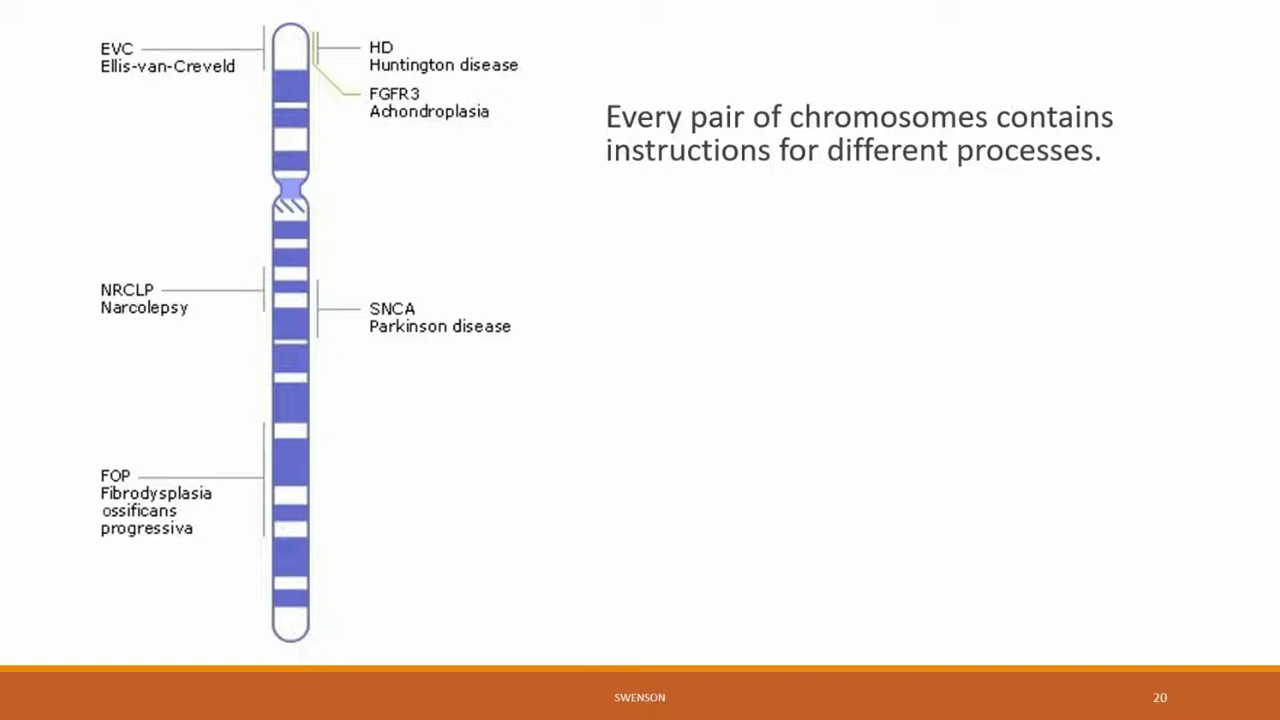 EVC
Ellis-van-Creveld
HD
Huntington disease
FGFR3
Achondroplasia
Every pair of chromosomes contains
instructions for different processes.
NRCLP
Narcolepsy
SNCA
Parkinson disease
FOP
Fibrodysplasia
ossificans
progressiva
SWENSON
20